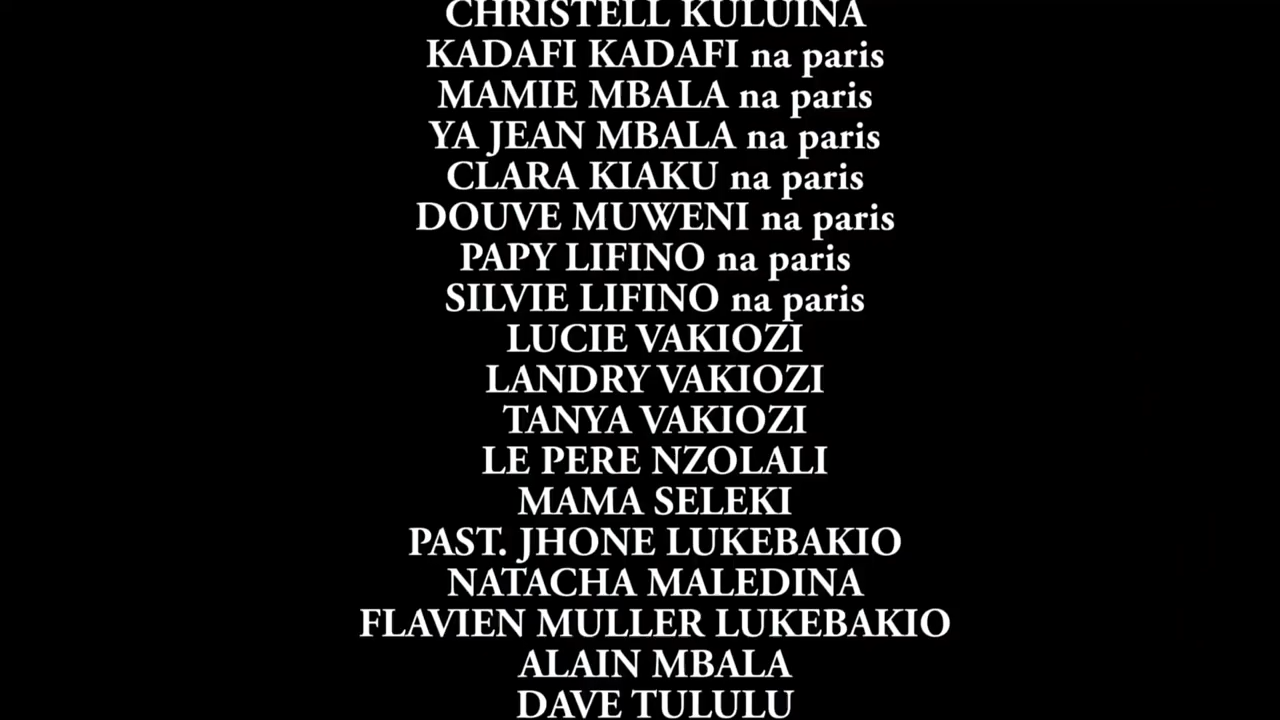 CHRISTELL KULUINA
KADAFI KADAFI na paris
MAMIE MBALA na paris
YA JEAN MBALA na paris
CLARA KIAKU na paris
DOUVE MUWENI na paris
PAPY LIFINO na paris
SILVIE LIFINO na paris
LUCIE VAKIOZI
LANDRY VAKIOZI
TANYA VAKIOZI
LE PERE NZOLALI
MAMA SELEKI
PAST. JHONE LUKEBAKIO
NATACHA MALEDINA
FLAVIEN MULLER LUKEBAKIO
ALAIN MBALA
DAVE TULULU